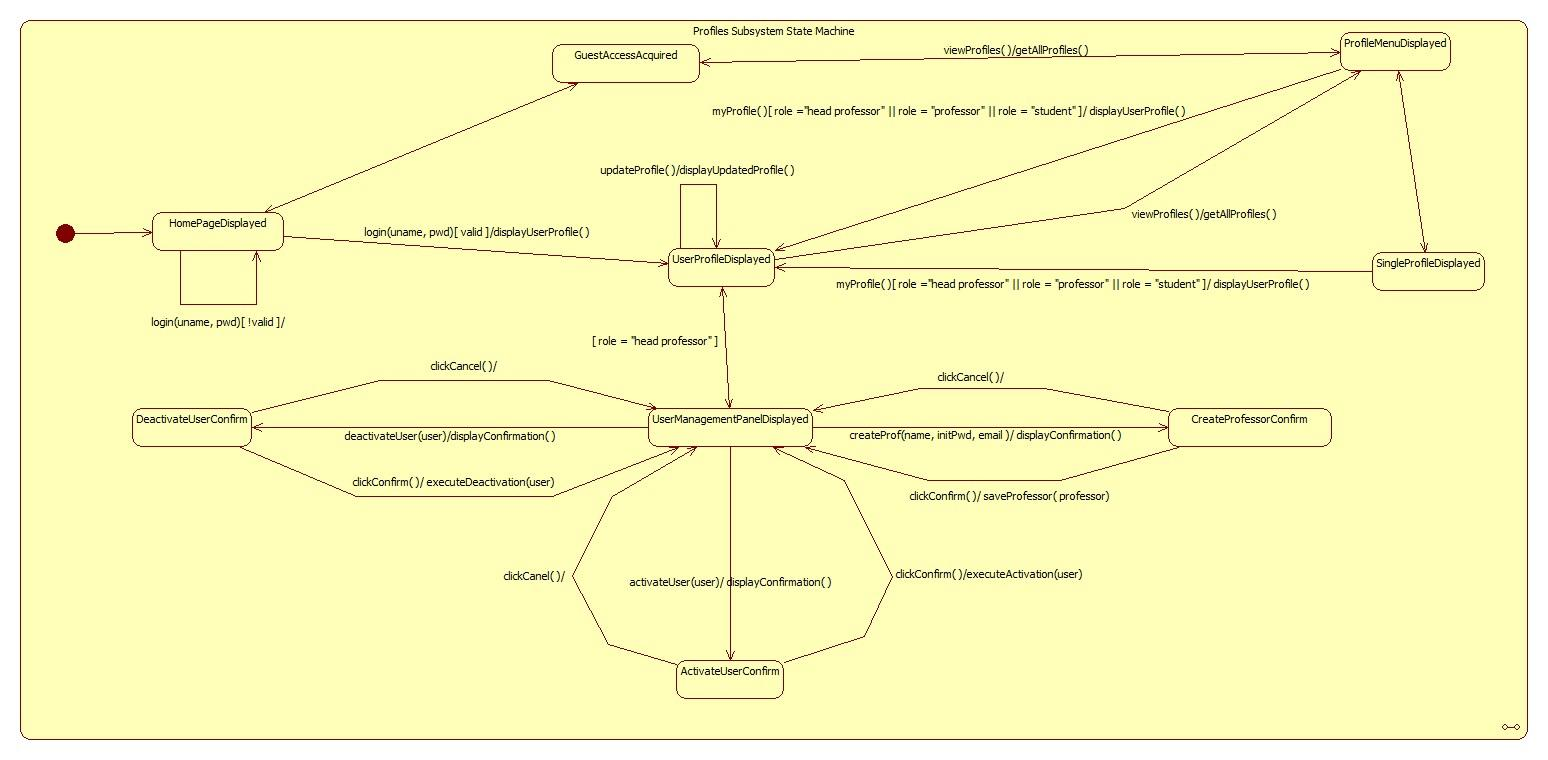 Profiles Subsystem State Machine
GuestAccessAcquired
viewProfiles()/getAllProfiles()
ProfileMenuDisplayed
myProfile()[ role ="head professor" || role = "professor" || role = "student" ]/ displayUserProfile()
updateProfile()/displayUpdatedProfile()
HomePageDisplayed
viewProfiles()/getAllProfiles()
login(uname, pwd)[ valid ]/displayUserProfile()
UserProfileDisplayed
SingleProfileDisplayed
myProfile()[ role ="head professor" || role = "professor" || role = "student" ]/ displayUserProfile()
login(uname, pwd)[ !valid ]/
[ role = "head professor" ]
clickCancel()/
clickCancel()/
DeactivateUserConfirm
UserManagementPanelDisplayed
CreateProfessorConfirm
deactivateUser(user)/displayConfirmation()
createProf(name, initPwd, email )/ displayConfirmation()
clickConfirm()/ executeDeactivation(user)
clickConfirm()/ saveProfessor( professor)
clickCanel()/
activateUser(user)/ displayConfirmation()
clickConfirm()/executeActivation(user)
ActivateUserConfirm